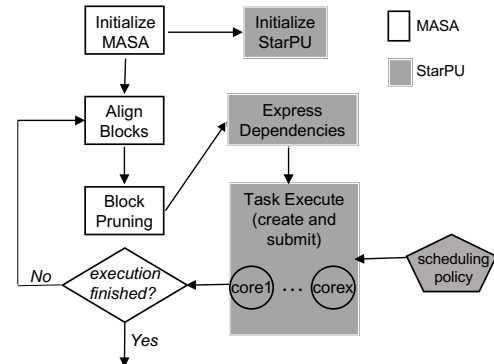 Initialize
MASA
Initialize
StarPU
MASA
StarPU
Align
Blocks
Express
Dependencies
Block
Pruning
Task Execute
(create and
submit)
core1 ... corex
scheduling
policy
No
execution
finished?
Yes